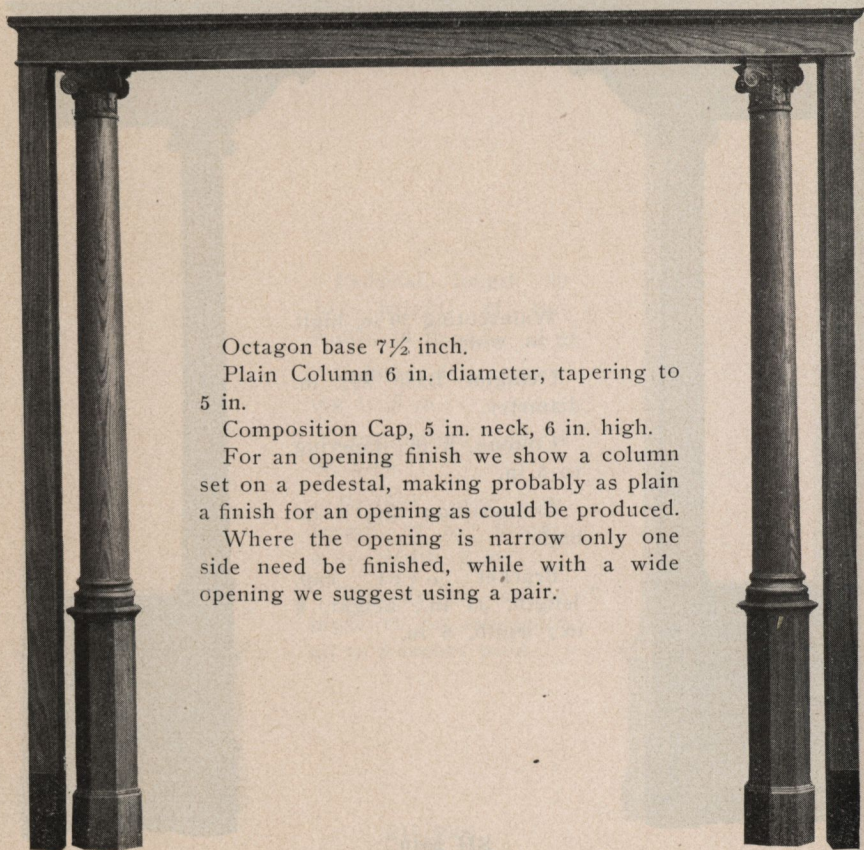 Octagon base 7½ inch.
Plain Column 6 in. diameter, tapering to
5 in.
Composition Cap, 5 in. neck, 6 in. high.
For an opening finish we show a column
set on a pedestal, making probably as plain
a finish for an opening as could be produced.
Where the opening is narrow only one
side need be finished, while with a wide
opening we suggest using a pair.